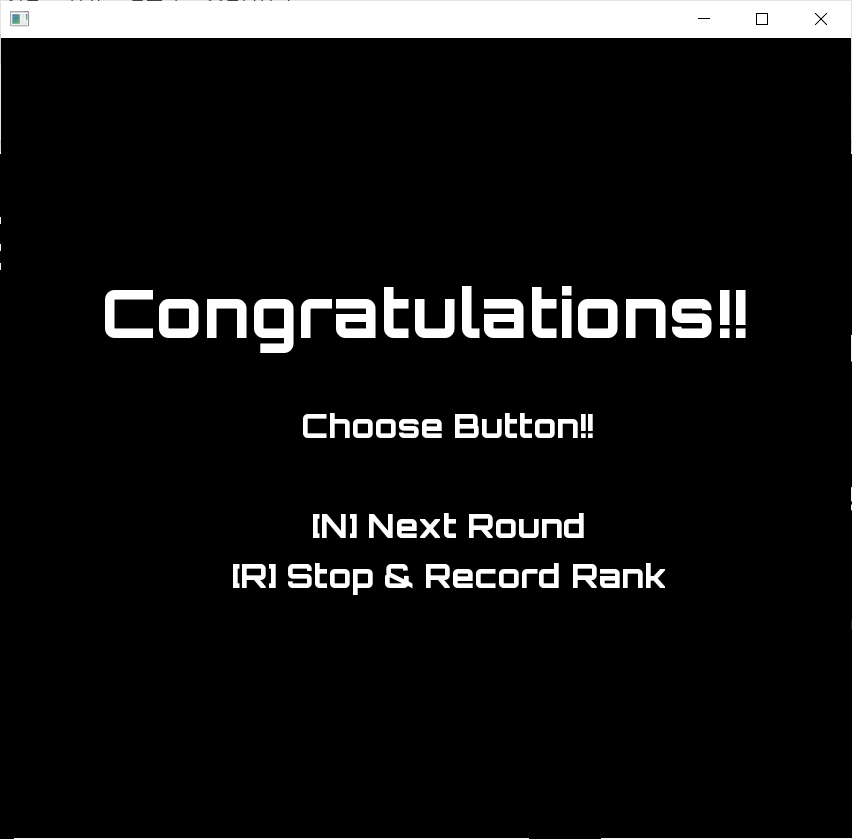 Congratulations!!
Choose Button!!
[N] Next Round
[R] Stop & Record Rank